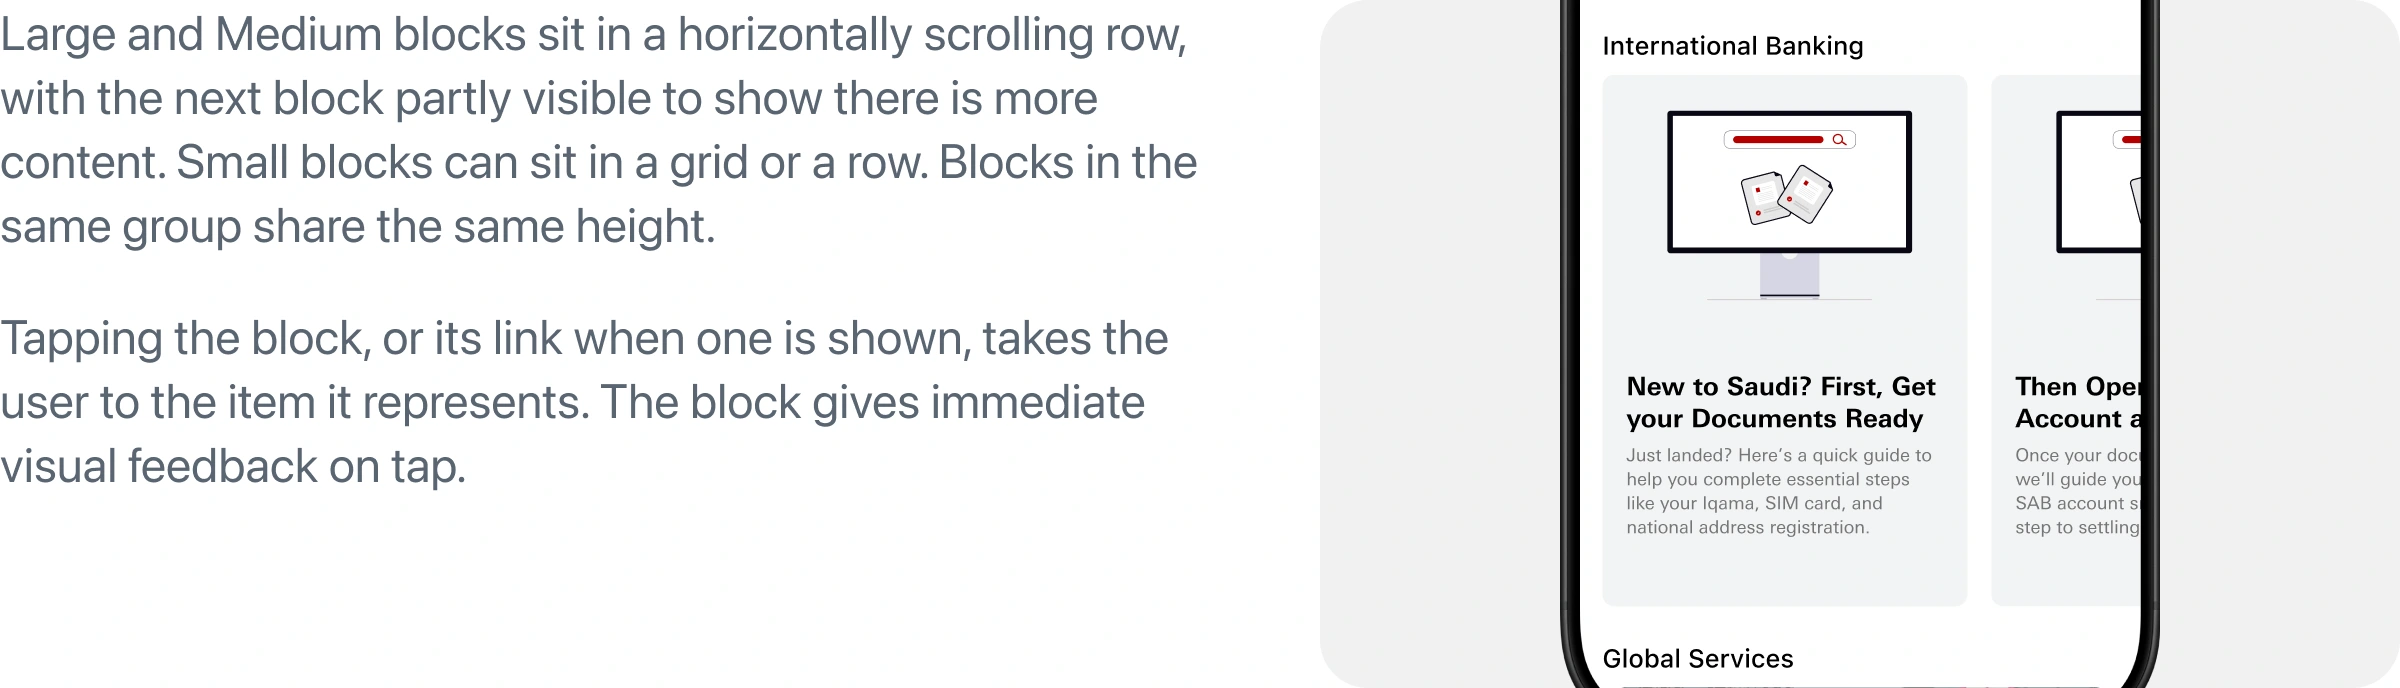 Large and Medium blocks sit in a horizontally scrolling row,
with the next block partly visible to show there is more
content. Small blocks can sit in a grid or a row. Blocks in the
same group share the same height.
Tapping the block, or its link when one is shown, takes the
user to the item it represents. The block gives immediate
visual feedback on tap.
International Banking
New to Saudi? First, Get
your Documents Ready
Just landed? Here’s a quick guide to
help you complete essential steps
like your Iqama, SIM card, and
national address registration.
Then Open
Account a
Once your docu
we’ll guide you
SAB account s
step to settling
Global Services